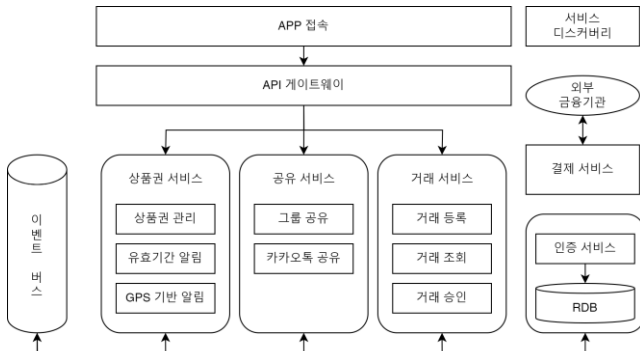 APP 접속
서비스
디스커버리
API 게이트웨이
외부
금융기관
이벤트 버스
상품권 서비스
상품권 관리
유효기간 알림
GPS 기반 알림
공유 서비스
그룹 공유
카카오톡 공유
거래 서비스
거래 등록
거래 조회
거래 승인
결제 서비스
인증 서비스
RDB